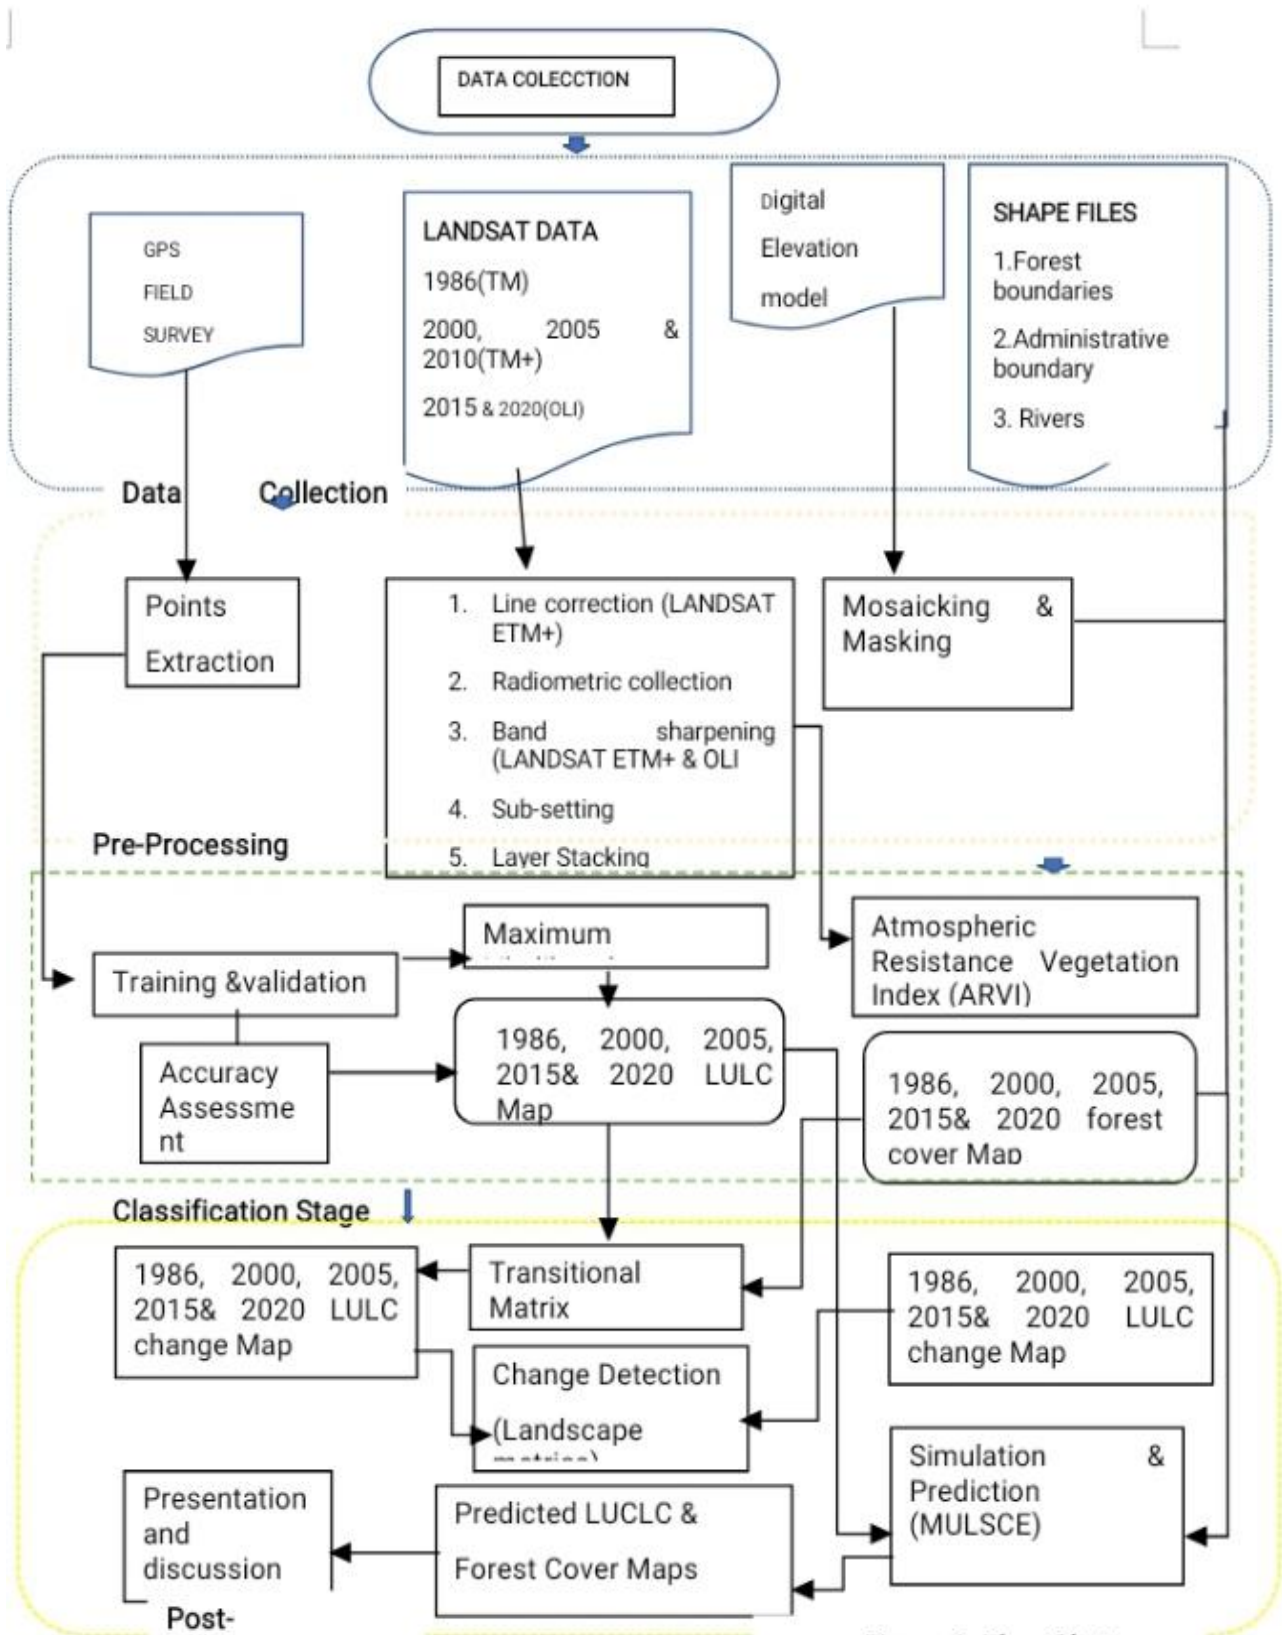 DATA COLECCTION
GPS
FIELD
SURVEY
LANDSAT DATA
1986(TM)
2000, 2005 &
2010(TM+)
2015 & 2020(OLI)
Digital
Elevation
model
SHAPE FILES
1.Forest
boundaries
2.Administrative
boundary
3. Rivers
Data Collection
Points
Extraction
1. Line correction (LANDSAT
ETM+)
2. Radiometric collection
3. Band sharpening
(LANDSAT ETM+ & OLI
4. Sub-setting
5. Layer Stacking
Mosaicking &
Masking
Pre-Processing
Maximum
Training &validation
Atmospheric
Resistance Vegetation
Index (ARVI)
Accuracy
Assessme
nt
1986, 2000, 2005,
2015& 2020 LULC
Map
1986, 2000, 2005,
2015& 2020 forest
cover Map
Classification Stage
1986, 2000, 2005,
2015& 2020 LULC
change Map
Transitional
Matrix
1986, 2000, 2005,
2015& 2020 LULC
change Map
Change Detection
(Landscape
Simulation &
Prediction
(MULSCE)
Presentation
and
discussion
Predicted LUCLC &
Forest Cover Maps
Post-